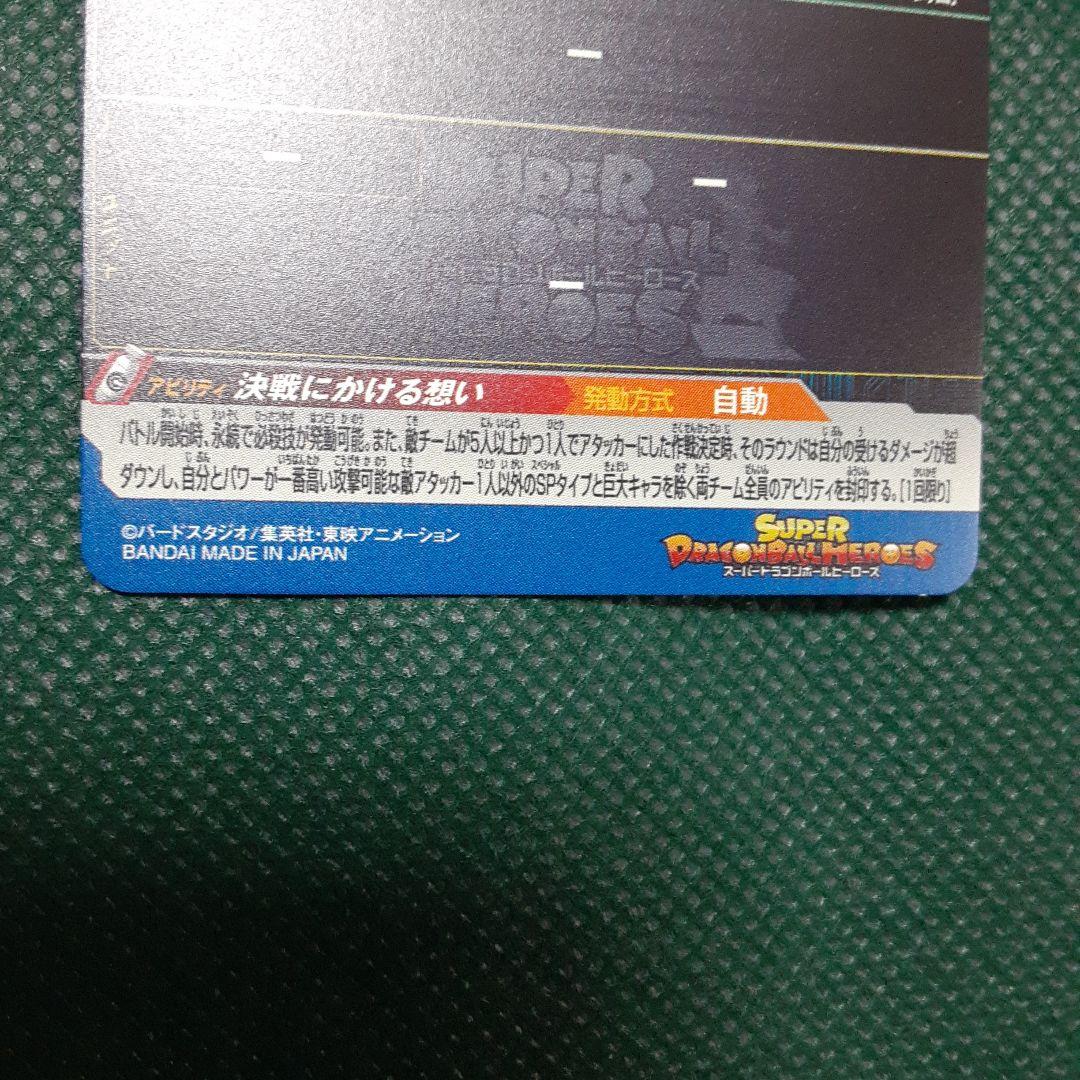 ユニット
SUPER
DRAGON BALL
ドラゴンボールヒーローズ
HEROES
アビリティ 決戦にかける想い 発動方式 自動
バトル開始時、永続で必殺技が発動可能。また、敵チームが5人以上かつ1人でアタッカーにした作戦決定時、そのラウンドは自分の受けるダメージが超
ダウンし、自分とパワーが一番高い攻撃可能な敵アタッカー1人以外のSPタイプと巨大キャラを除く両チーム全員のアビリティを封印する。[1回限り]
©バードスタジオ/集英社・東映アニメーション
BANDAI MADE IN JAPAN
SUPER
DRAGONBALL HEROES
スーパードラゴンボールヒーローズ